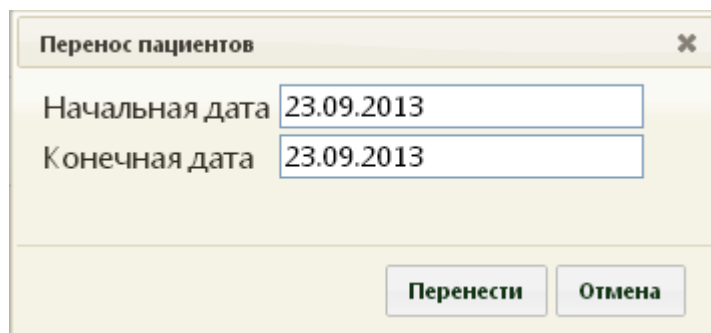 Перенос пациентов
Начальная дата 23.09.2013
Конечная дата 23.09.2013
Перенести Отмена